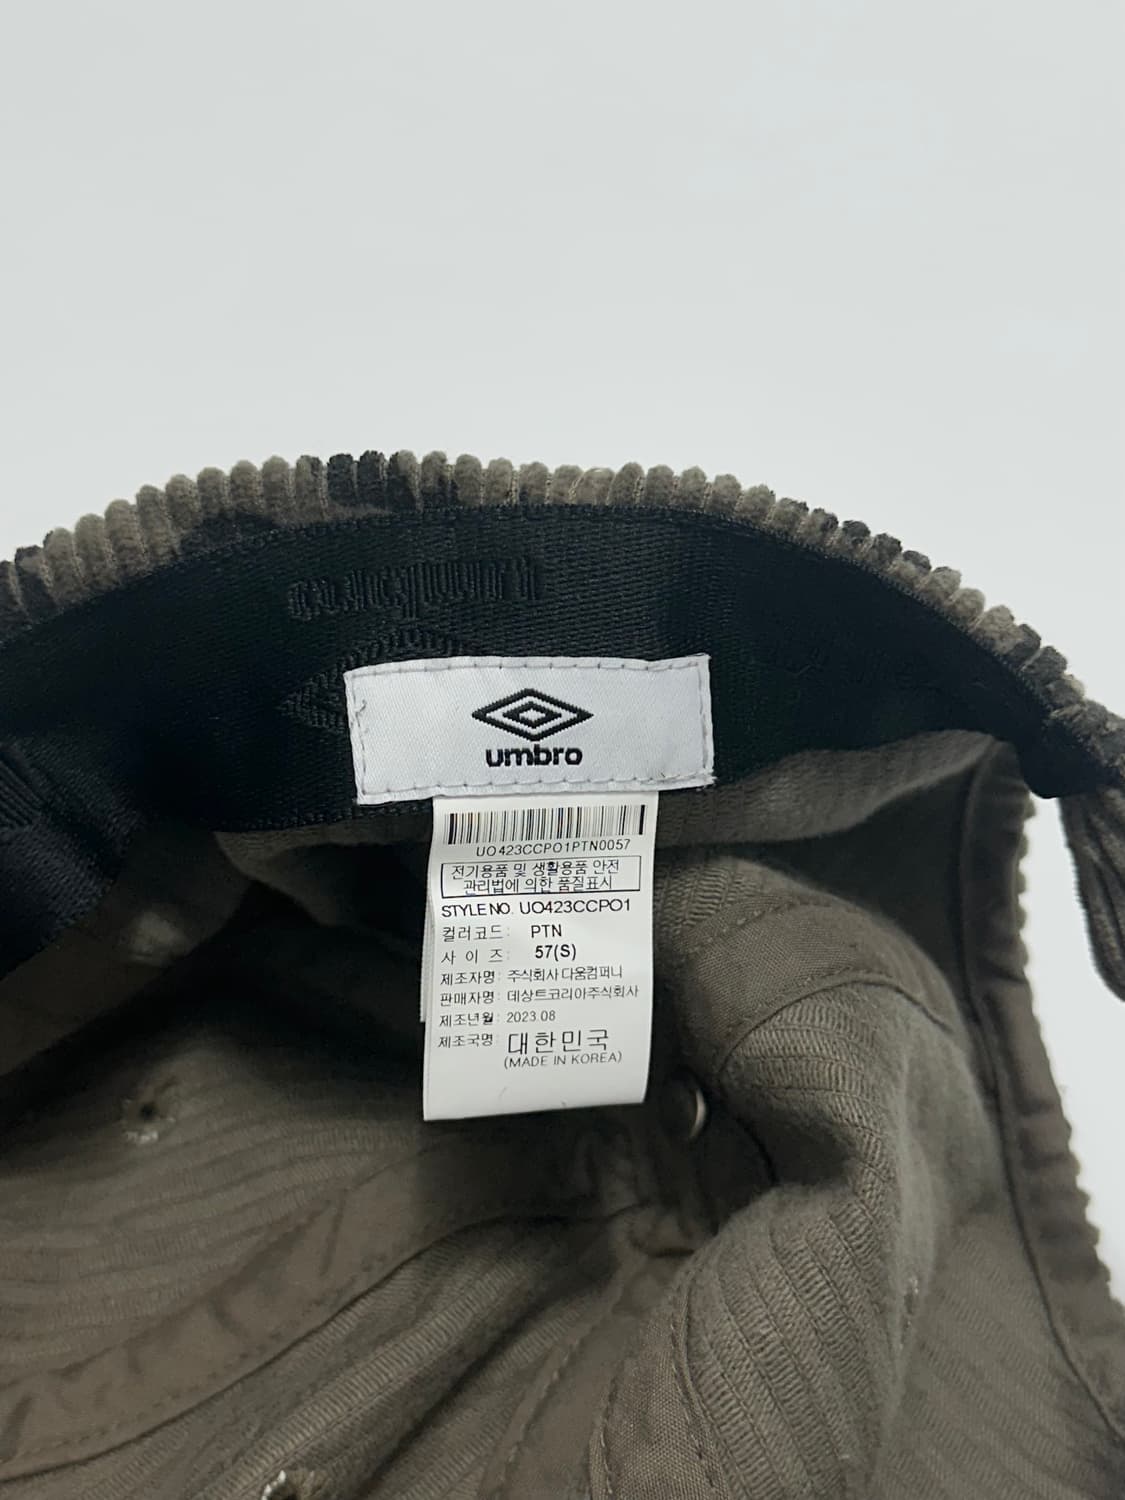 umbro
UO423CCPO1PTN0057
전기용품 및 생활용품 안전
관리법에 의한 품질표시
STYLE NO. UO423CCPO1
컬러코드: PTN
사 이 즈: 57(S)
제조자명: 주식회사 다움컴퍼니
판매자명: 데상트코리아주식회사
제조년월: 2023.08
제조국명: 대한민국
(MADE IN KOREA)